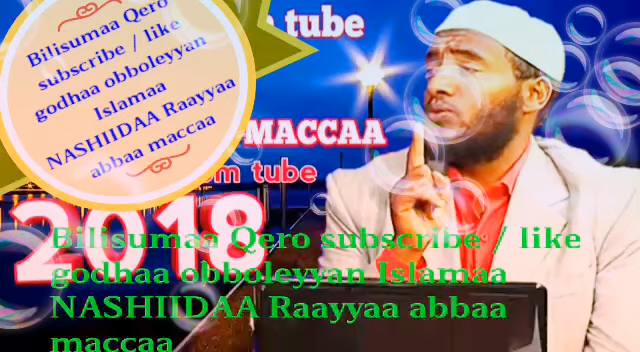 tube
Bilisumaa Qero
subscribe / like
godhaa obboleyyan
Islamaa
NASHIIDAA Raayyaa
abbaa maccaa
MACCAA
om tube
2018
Bilisumaa Qero subscribe / like
godhaa obboleyyan Islamaa
NASHIIDAA Raayyaa abbaa
maccaa